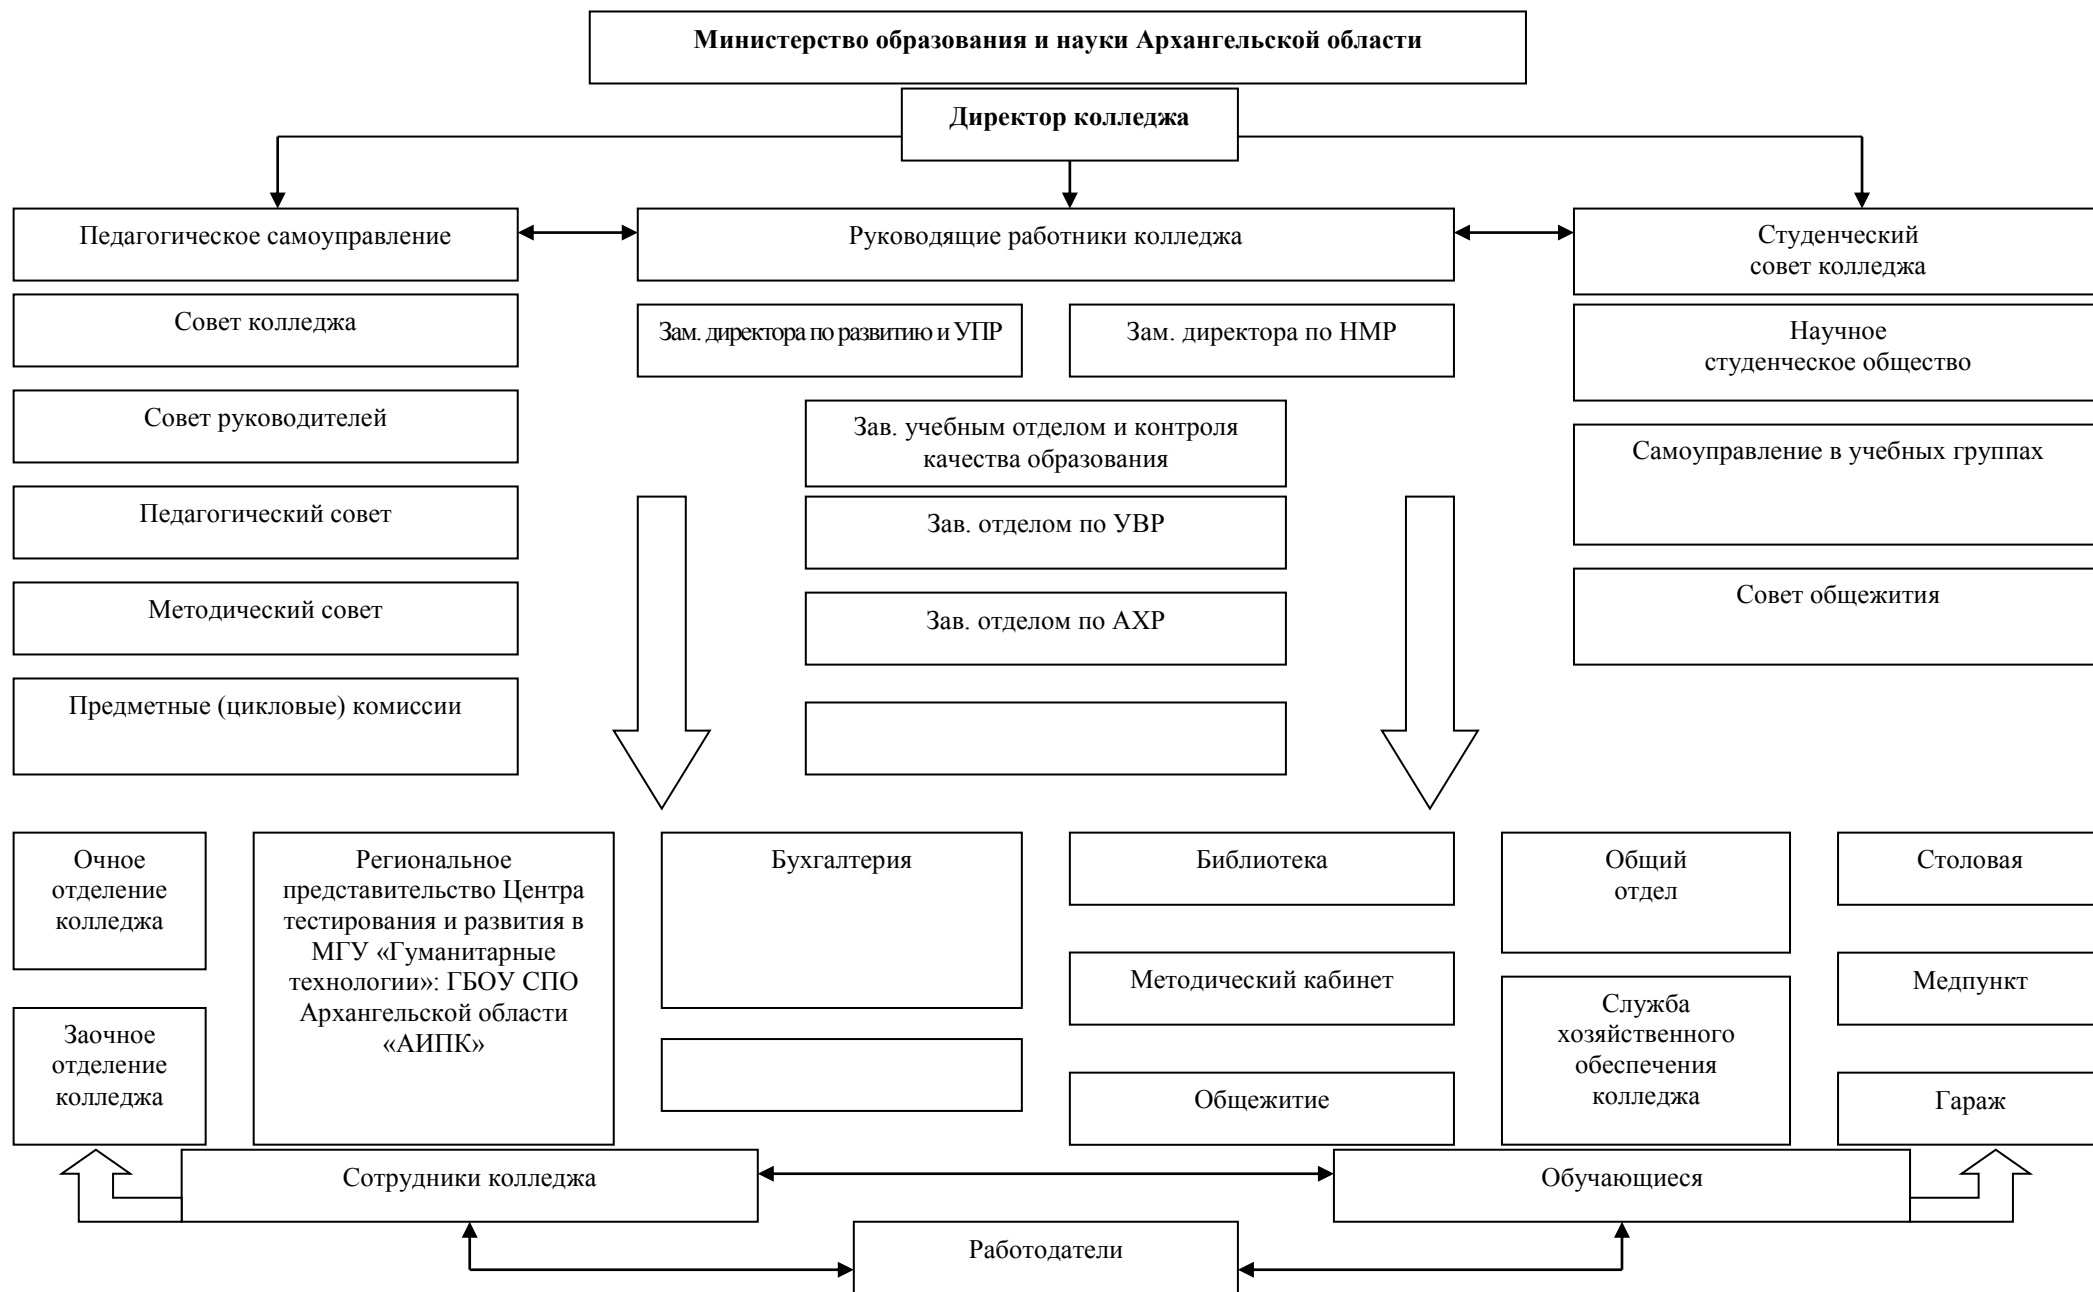 Министерство образования и науки Архангельской области
Директор колледжа
Педагогическое самоуправление
Руководящие работники колледжа
Студенческий
совет колледжа
Совет колледжа
Зам. директора по развитию и УПР
Зам. директора по НМР
Научное
студенческое общество
Совет руководителей
Зав. учебным отделом и контроля
качества образования
Самоуправление в учебных группах
Педагогический совет
Зав. отделом по УВР
Методический совет
Зав. отделом по АХР
Совет общежития
Предметные (цикловые) комиссии
Очное
отделение
колледжа
Региональное
представительство Центра
тестирования и развития в
МГУ «Гуманитарные
технологии»: ГБОУ СПО
Архангельской области
«АИПК»
Бухгалтерия
Библиотека
Общий
отдел
Столовая
Методический кабинет
Медпункт
Заочное
отделение
колледжа
Служба
хозяйственного
обеспечения
колледжа
Общежитие
Гараж
Сотрудники колледжа
Обучающиеся
Работодатели